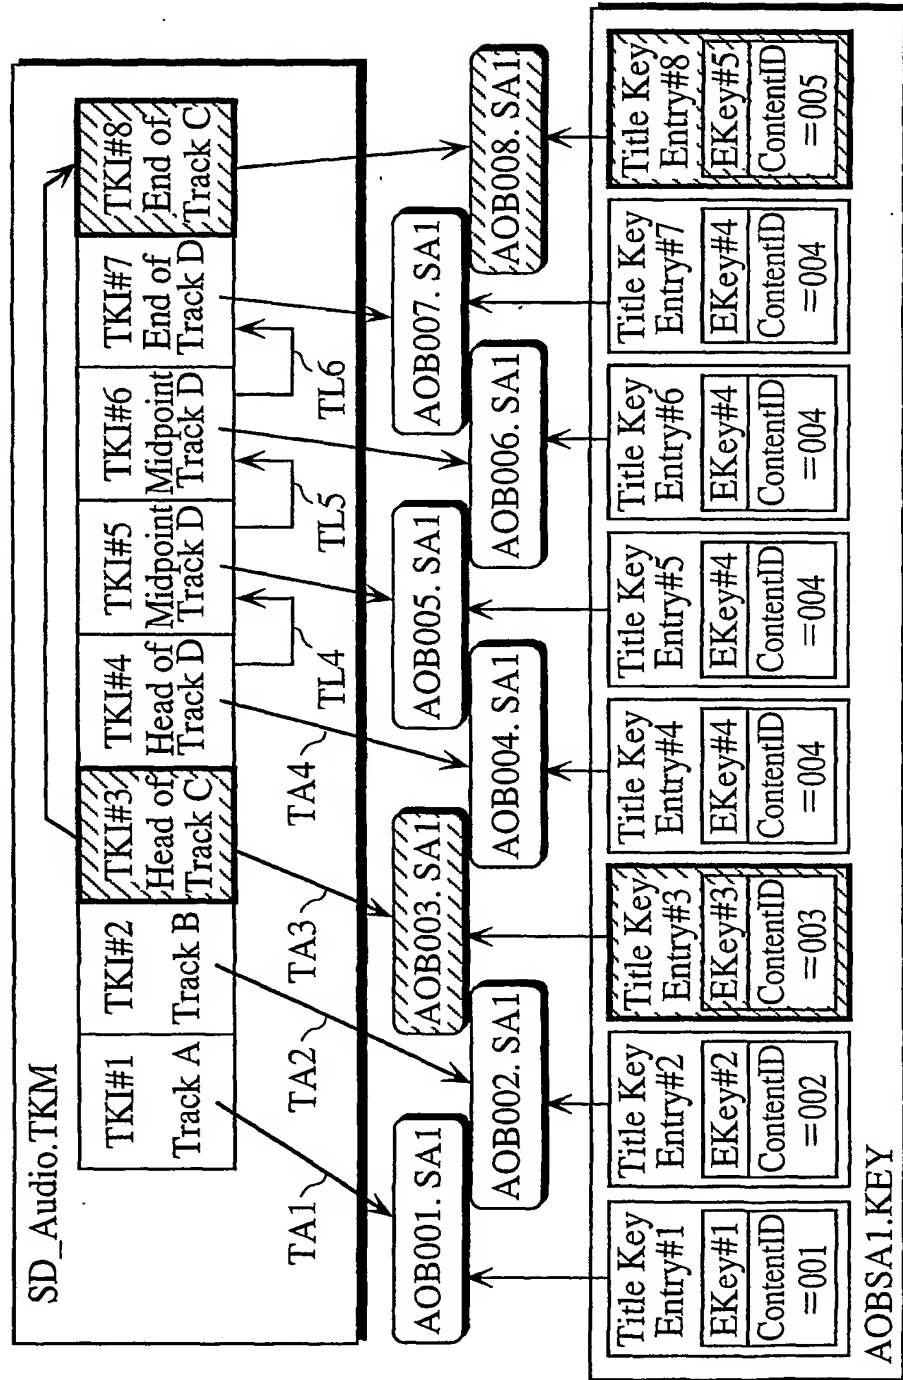 SD_Audio.TKM
TKI#1
Track A
TKI#2
Track B
TKI#3
Head of
Track C
TKI#4
Head of
Track D
TKI#5
Midpoint
Track D
TKI#6
Midpoint
Track D
TKI#7
End of
Track D
TKI#8
End of
Track C
TA1
TA2
TA3
TA4
TL4
TL5
TL6
AOB001. SA1
AOB002. SA1
AOB003. SA1
AOB004. SA1
AOB005. SA1
AOB006. SA1
AOB007. SA1
AOB008. SA1
Title Key
Entry#1
EKey#1
ContentID
=001
Title Key
Entry#2
EKey#2
ContentID
=002
Title Key
Entry#3
EKey#3
ContentID
=003
Title Key
Entry#4
EKey#4
ContentID
=004
Title Key
Entry#5
EKey#4
ContentID
=004
Title Key
Entry#6
EKey#4
ContentID
=004
Title Key
Entry#7
EKey#4
ContentID
=004
Title Key
Entry#8
EKey#5
ContentID
=005
AOBSA1.KEY